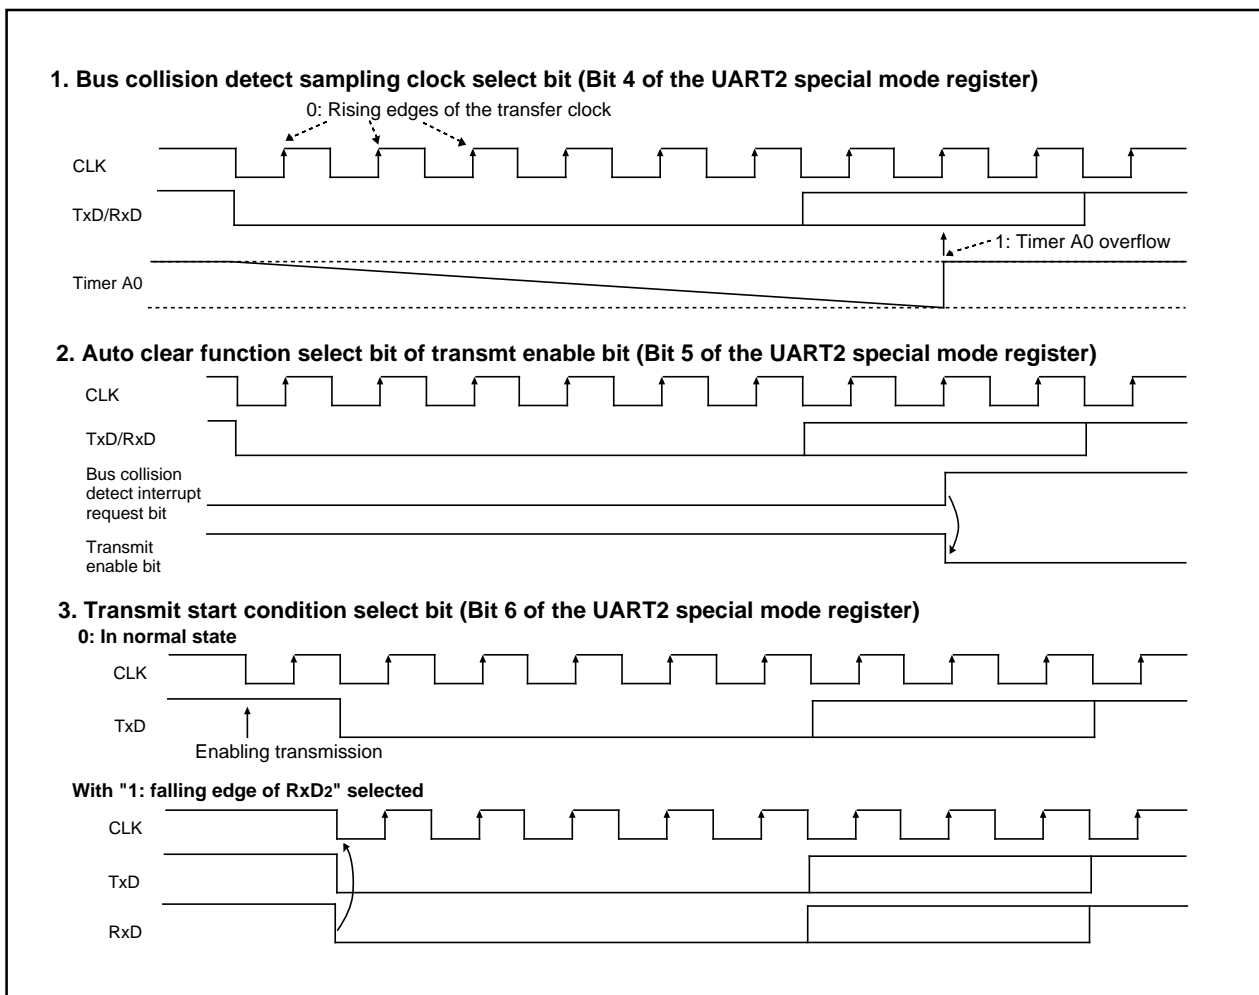 1. Bus collision detect sampling clock select bit (Bit 4 of the UART2 special mode register)
0: Rising edges of the transfer clock
CLK
TxD/RxD
1: Timer A0 overflow
Timer A0
2. Auto clear function select bit of transmt enable bit (Bit 5 of the UART2 special mode register)
CLK
TxD/RxD
Bus collision
detect interrupt
request bit
Transmit
enable bit
3. Transmit start condition select bit (Bit 6 of the UART2 special mode register)
0: In normal state
CLK
TxD
Enabling transmission
With "1: falling edge of RxD2" selected
CLK
TxD
RxD